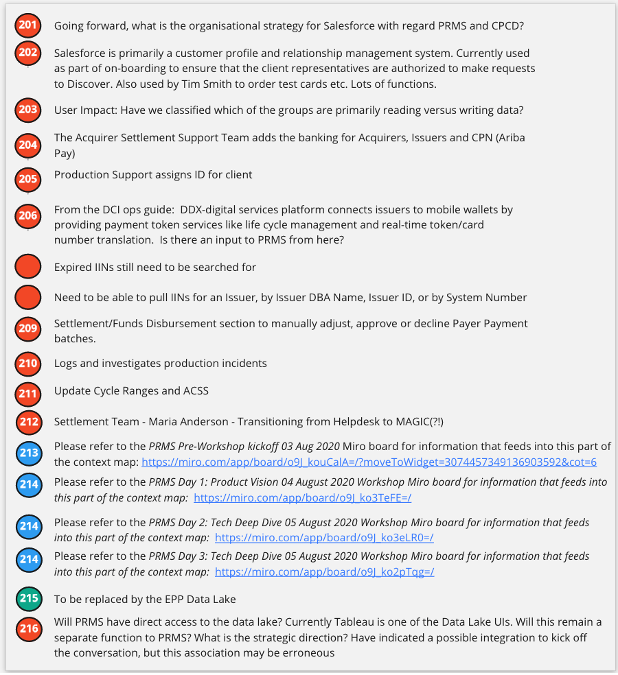 201 Going forward, what is the organisational strategy for Salesforce with regard PRMS and CPCD?
202 Salesforce is primarily a customer profile and relationship management system. Currently used
as part of on-boarding to ensure that the client representatives are authorized to make requests
to Discover. Also used by Tim Smith to order test cards etc. Lots of functions.
203 User Impact: Have we classified which of the groups are primarily reading versus writing data?
204 The Acquirer Settlement Support Team adds the banking for Acquirers, Issuers and CPN (Ariba
Pay)
205 Production Support assigns ID for client
206 From the DCI ops guide: DDX-digital services platform connects issuers to mobile wallets by
providing payment token services like life cycle management and real-time token/card
number translation. Is there an input to PRMS from here?
Expired IINs still need to be searched for
Need to be able to pull IINs for an Issuer, by Issuer DBA Name, Issuer ID, or by System Number
209 Settlement/Funds Disbursement section to manually adjust, approve or decline Payer Payment
batches.
210 Logs and investigates production incidents
211 Update Cycle Ranges and ACSS
212 Settlement Team - Maria Anderson - Transitioning from Helpdesk to MAGIC(?!)
213 Please refer to the PRMS Pre-Workshop kickoff 03 Aug 2020 Miro board for information that feeds into this part of
the context map: https://miro.com/app/board/o9J_kouCalA=/?moveToWidget=3074457349136903592&cot=6
214 Please refer to the PRMS Day 1: Product Vision 04 August 2020 Workshop Miro board for information that feeds into
this part of the context map: https://miro.com/app/board/o9J_ko3TeFE=/
214 Please refer to the PRMS Day 2: Tech Deep Dive 05 August 2020 Workshop Miro board for information that feeds
into this part of the context map: https://miro.com/app/board/o9J_ko3eLR0=/
214 Please refer to the PRMS Day 3: Tech Deep Dive 05 August 2020 Workshop Miro board for information that feeds
into this part of the context map: https://miro.com/app/board/o9J_ko2pTqg=/
215 To be replaced by the EPP Data Lake
216 Will PRMS have direct access to the data lake? Currently Tableau is one of the Data Lake UIs. Will this remain a
separate function to PRMS? What is the strategic direction? Have indicated a possible integration to kick off
the conversation, but this association may be erroneous